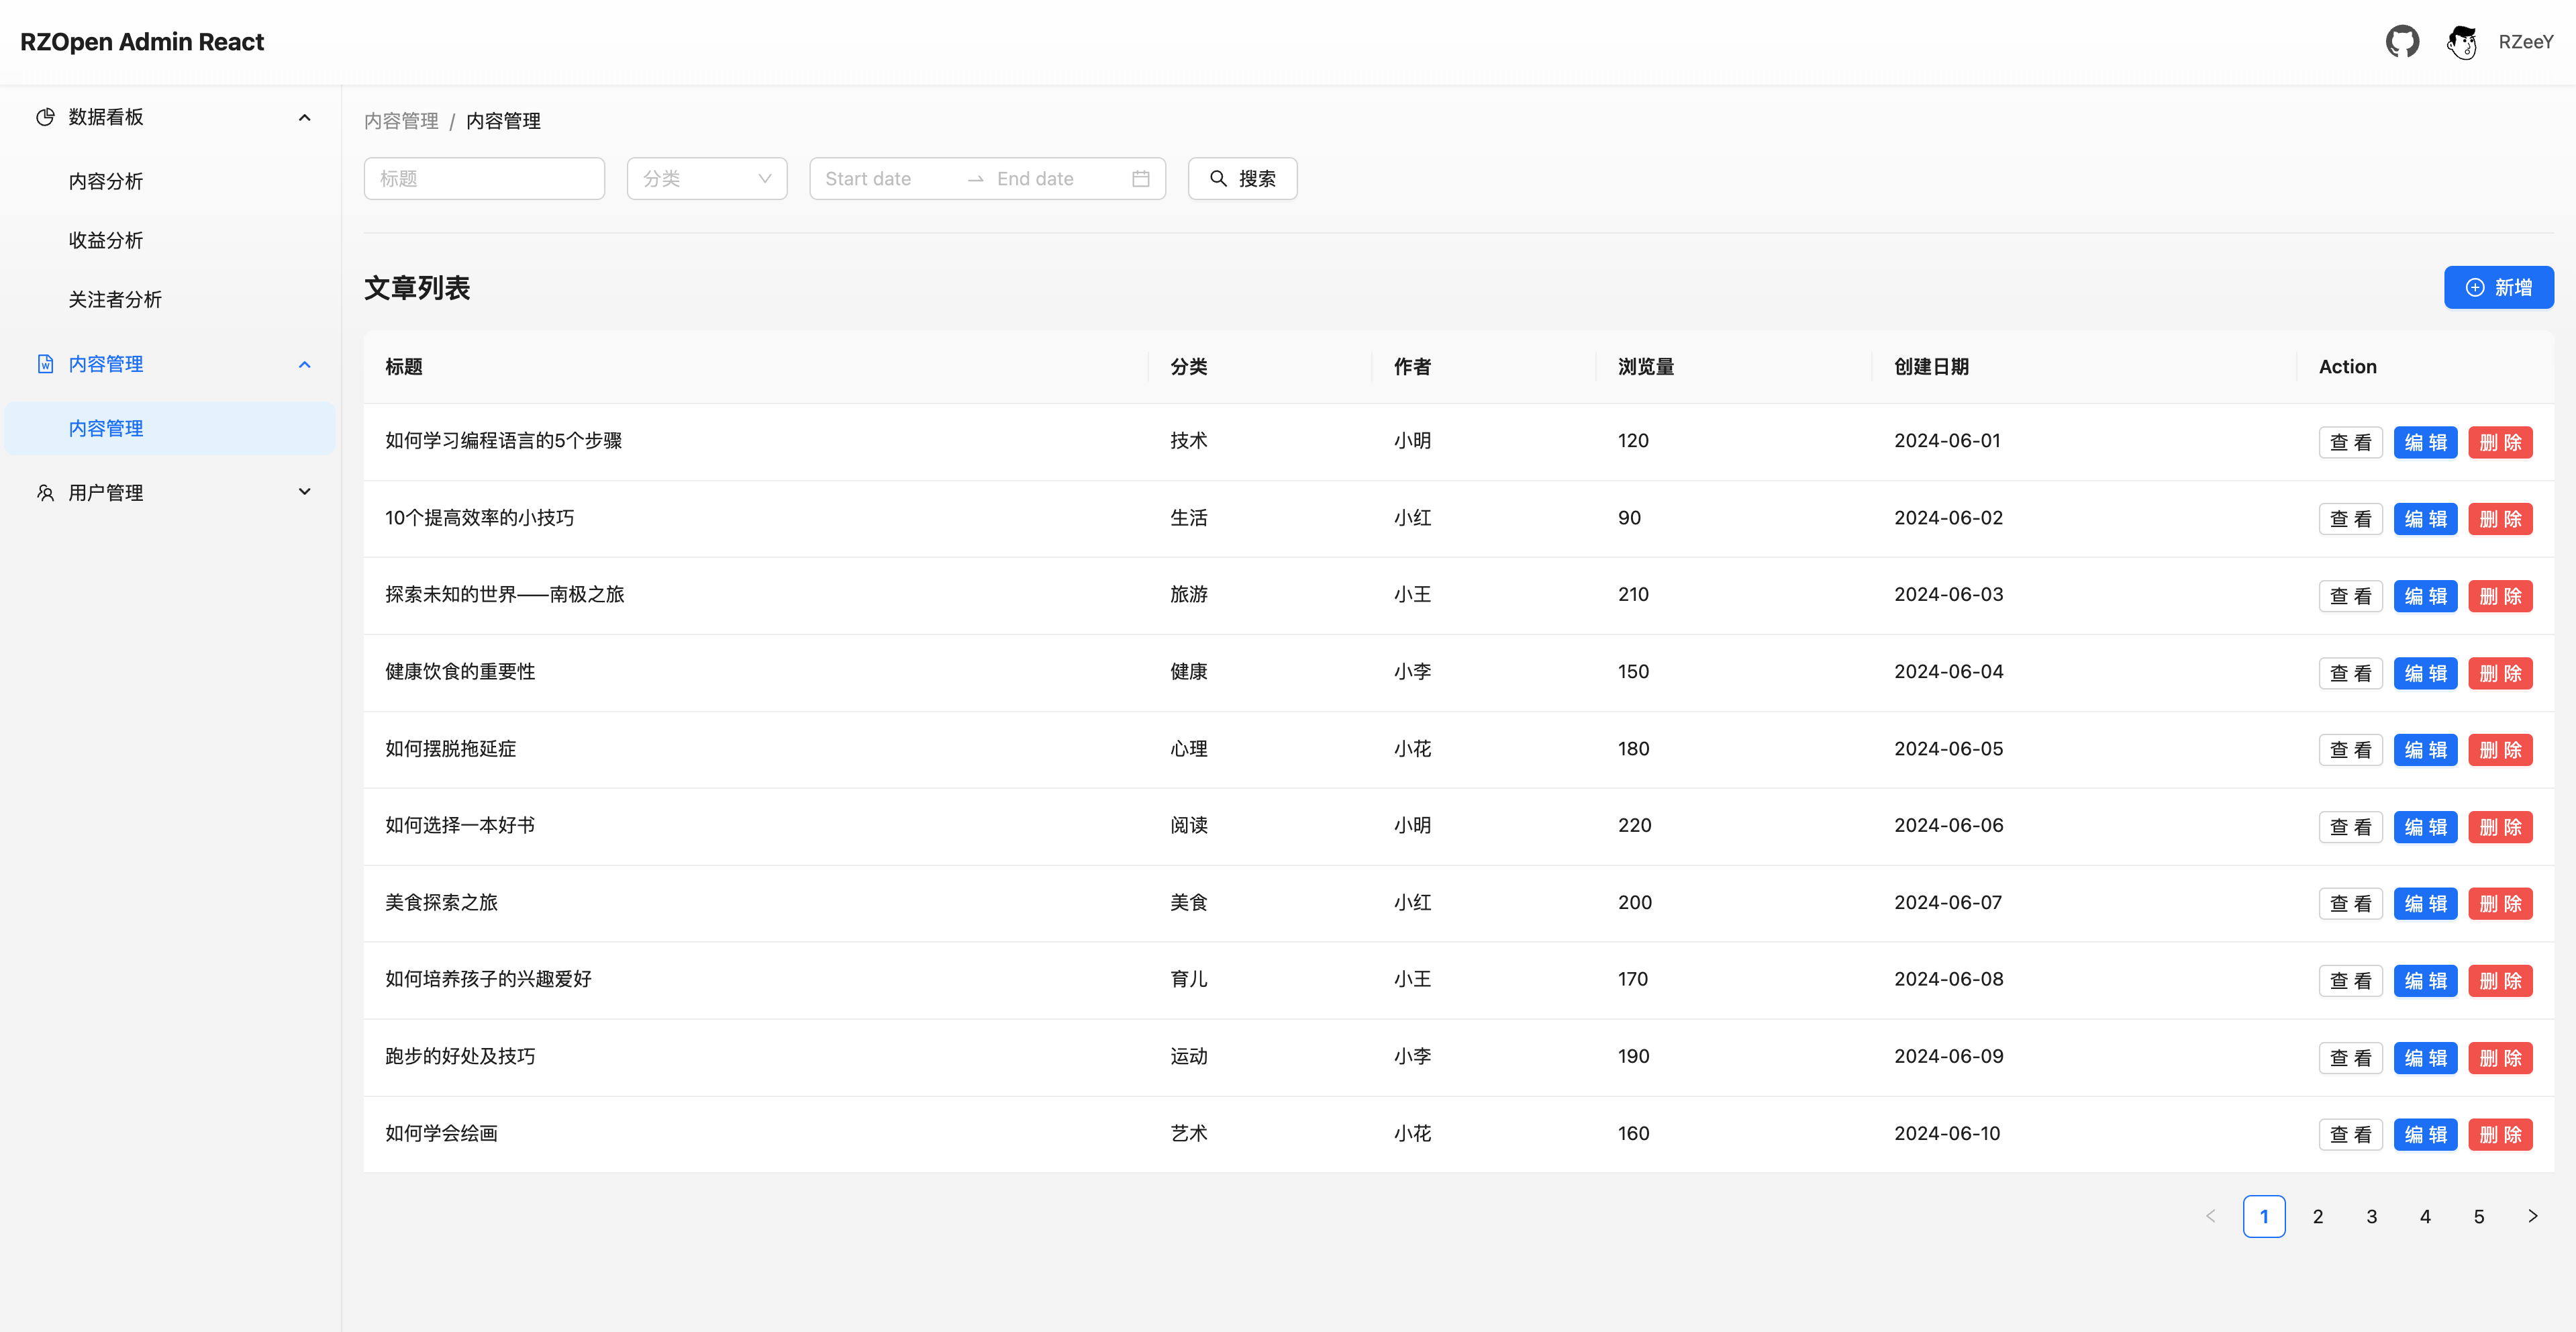 RZOpen Admin React
RZeeY
数据看板
内容分析
收益分析
关注者分析
内容管理
内容管理
用户管理
内容管理 / 内容管理
标题 分类 Start date End date 搜索
文章列表 新增
标题 分类 作者 浏览量 创建日期 Action
如何学习编程语言的5个步骤 技术 小明 120 2024-06-01 查 看 编 辑 删 除
10个提高效率的小技巧 生活 小红 90 2024-06-02 查 看 编 辑 删 除
探索未知的世界——南极之旅 旅游 小王 210 2024-06-03 查 看 编 辑 删 除
健康饮食的重要性 健康 小李 150 2024-06-04 查 看 编 辑 删 除
如何摆脱拖延症 心理 小花 180 2024-06-05 查 看 编 辑 删 除
如何选择一本好书 阅读 小明 220 2024-06-06 查 看 编 辑 删 除
美食探索之旅 美食 小红 200 2024-06-07 查 看 编 辑 删 除
如何培养孩子的兴趣爱好 育儿 小王 170 2024-06-08 查 看 编 辑 删 除
跑步的好处及技巧 运动 小李 190 2024-06-09 查 看 编 辑 删 除
如何学会绘画 艺术 小花 160 2024-06-10 查 看 编 辑 删 除
1 2 3 4 5